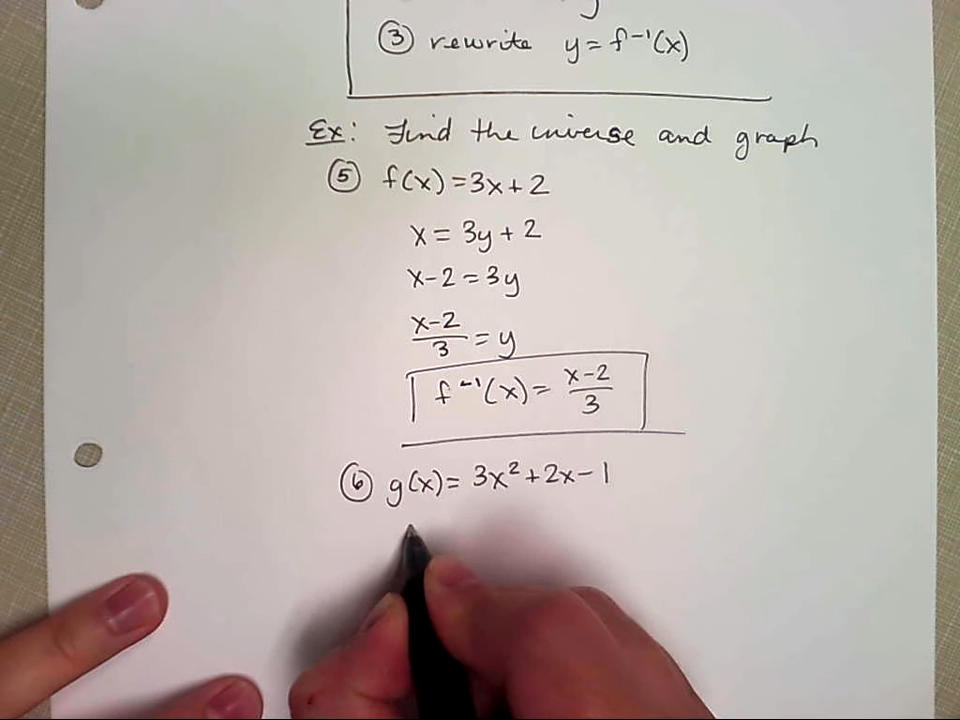 ③ rewrite y = f⁻¹(x)
Ex: Find the inverse and graph
⑤ f(x) = 3x + 2
x = 3y + 2
x - 2 = 3y
x-2/3 = y
f⁻¹(x) = x-2/3
⑥ g(x) = 3x² + 2x - 1